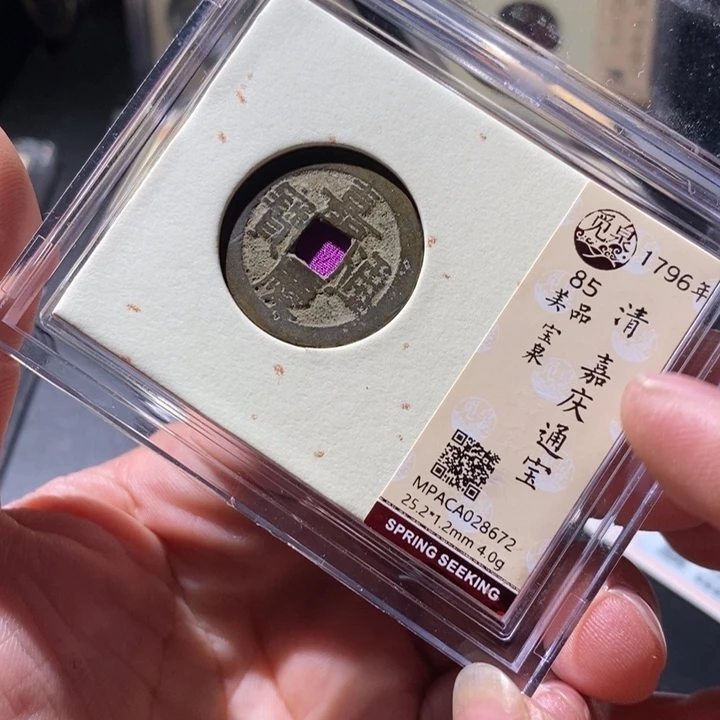 嘉慶通寶
覓泉
1796年
85
美品
宝泉
清 嘉庆通宝
MPACA028672
25.2*1.2mm 4.0g
SPRING SEEKING